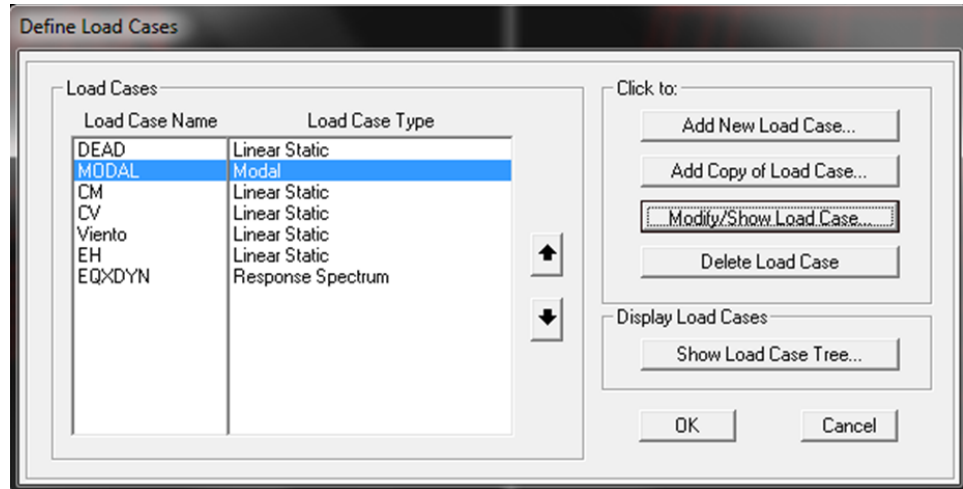 Define Load Cases
Load Cases
Click to:
Load Case Name Load Case Type
DEAD Linear Static
MODAL Modal
CM Linear Static
CV Linear Static
Viento Linear Static
EH Linear Static
EQXDYN Response Spectrum
Add New Load Case...
Add Copy of Load Case...
Modify/Show Load Case...
Delete Load Case
Display Load Cases
Show Load Case Tree...
OK Cancel